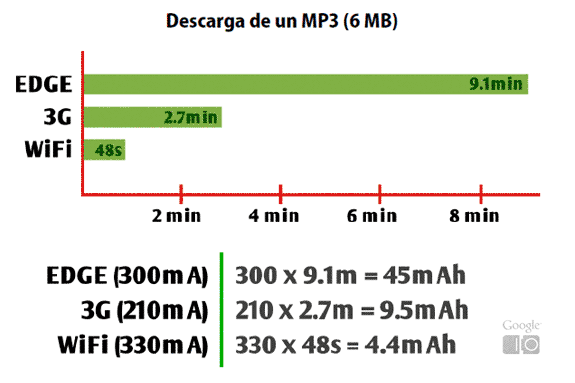 Descarga de un MP3 (6 MB)
EDGE 9.1min
3G 2.7min
WiFi 48s
2 min 4 min 6 min 8 min
EDGE (300mA) 300 x 9.1m = 45mAh
3G (210mA) 210 x 2.7m = 9.5mAh
WiFi (330mA) 330 x 48s = 4.4mAh
Google
IO